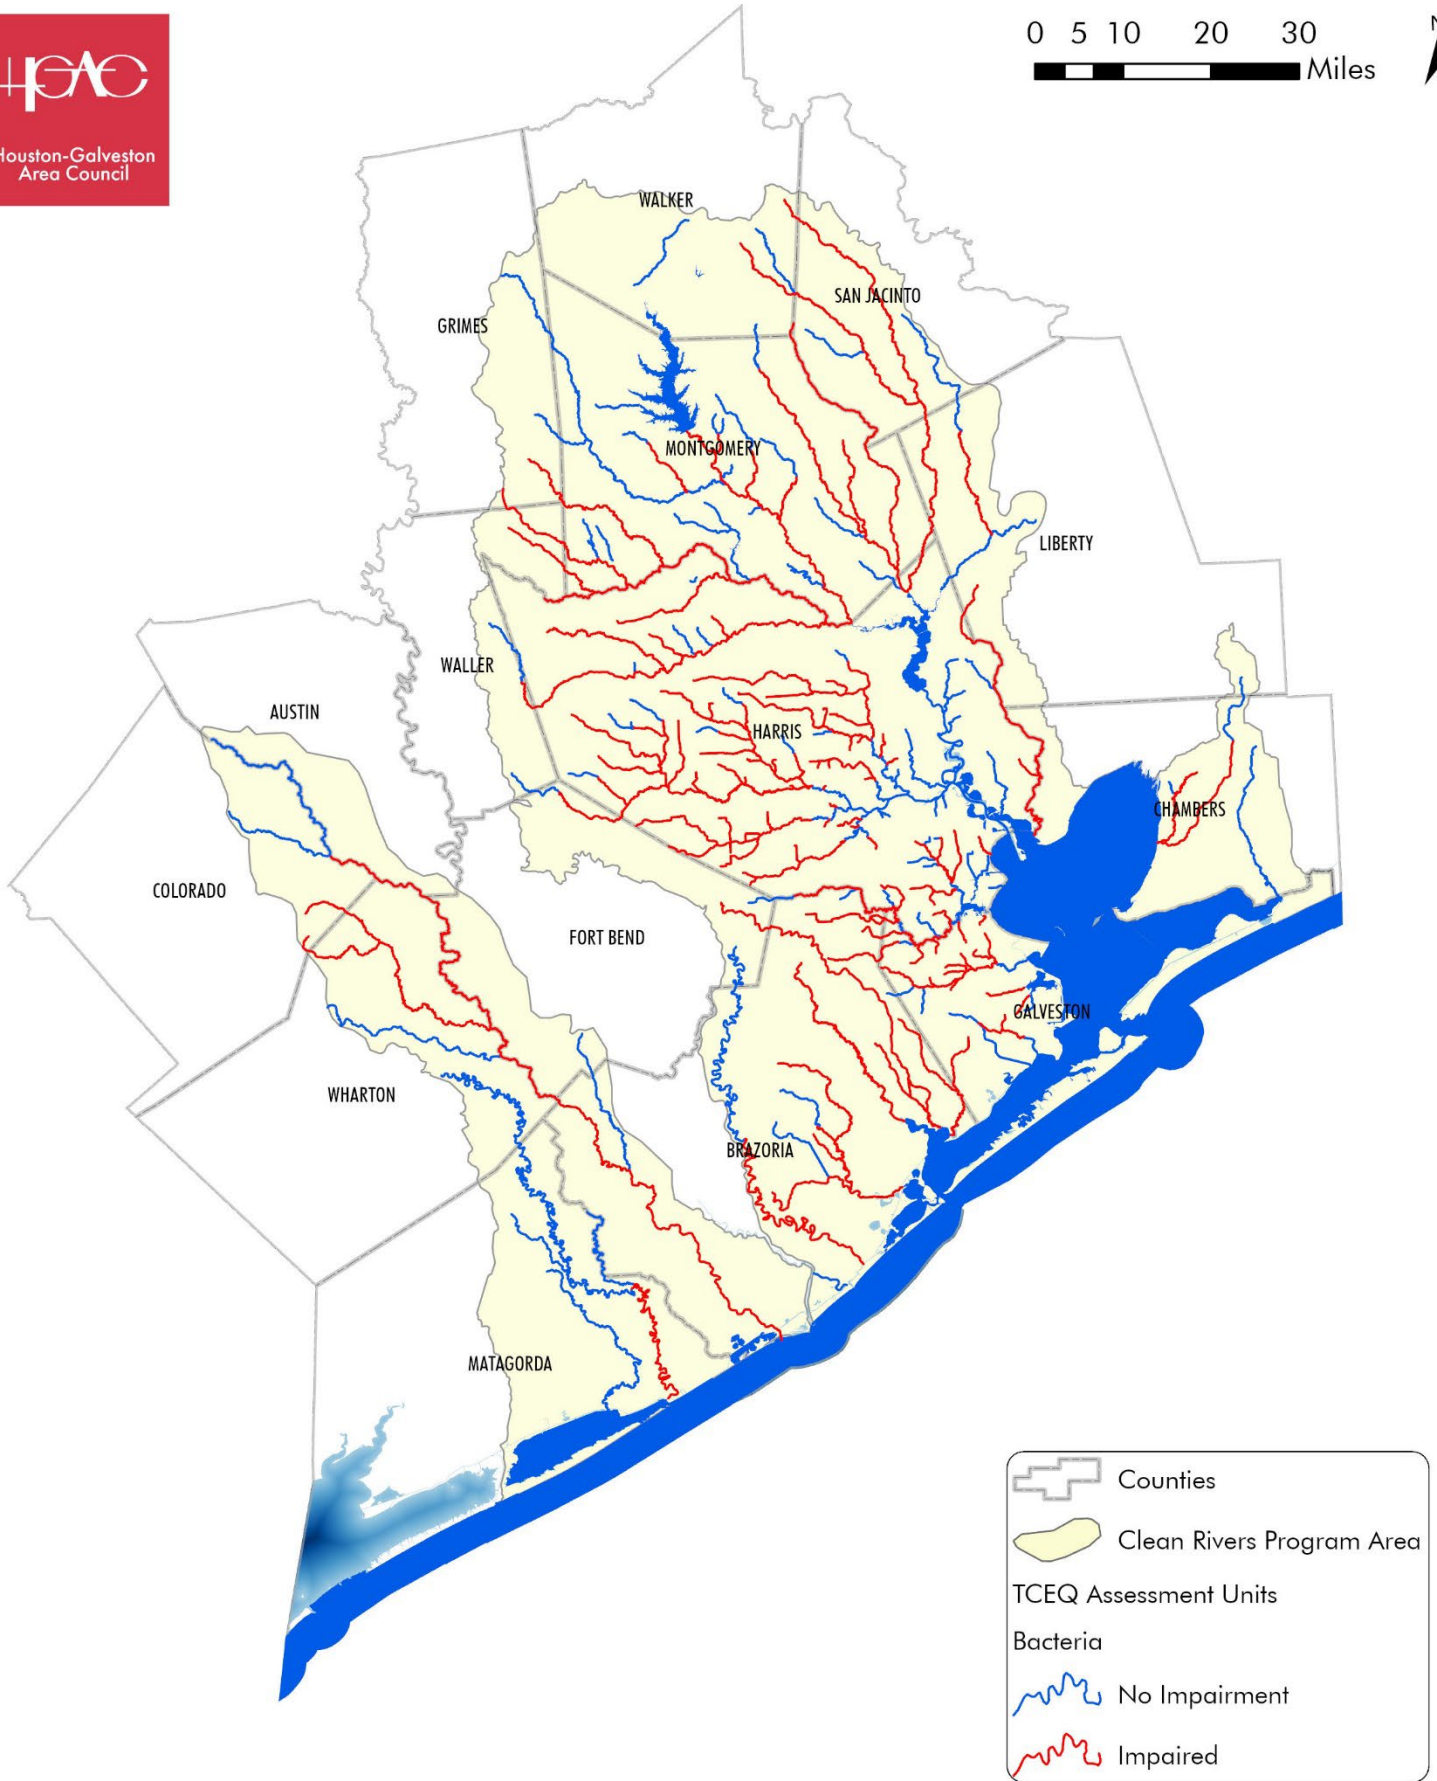 0 5 10 20 30
Miles
Houston-Galveston
Area Council
WALKER
SAN JACINTO
GRIMES
MONTGOMERY
LIBERTY
WALLER
AUSTIN
HARRIS
CHAMBERS
COLORADO
FORT BEND
GALVESTON
WHARTON
BRAZORIA
MATAGORDA
Counties
Clean Rivers Program Area
TCEQ Assessment Units
Bacteria
No Impairment
Impaired